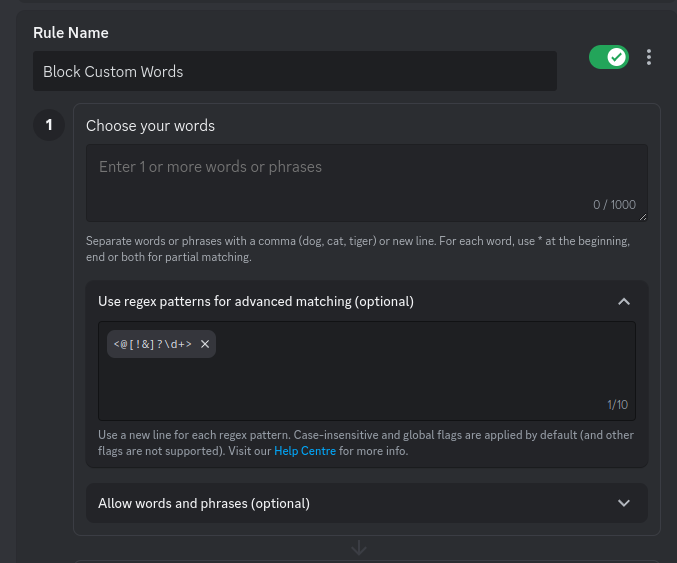 Rule Name
Block Custom Words
1
Choose your words
Enter 1 or more words or phrases
0 / 1000
Separate words or phrases with a comma (dog, cat, tiger) or new line. For each word, use * at the beginning,
end or both for partial matching.
Use regex patterns for advanced matching (optional)
<@[!&]?\d+>
1/10
Use a new line for each regex pattern. Case-insensitive and global flags are applied by default (and other
flags are not supported). Visit our Help Centre for more info.
Allow words and phrases (optional)